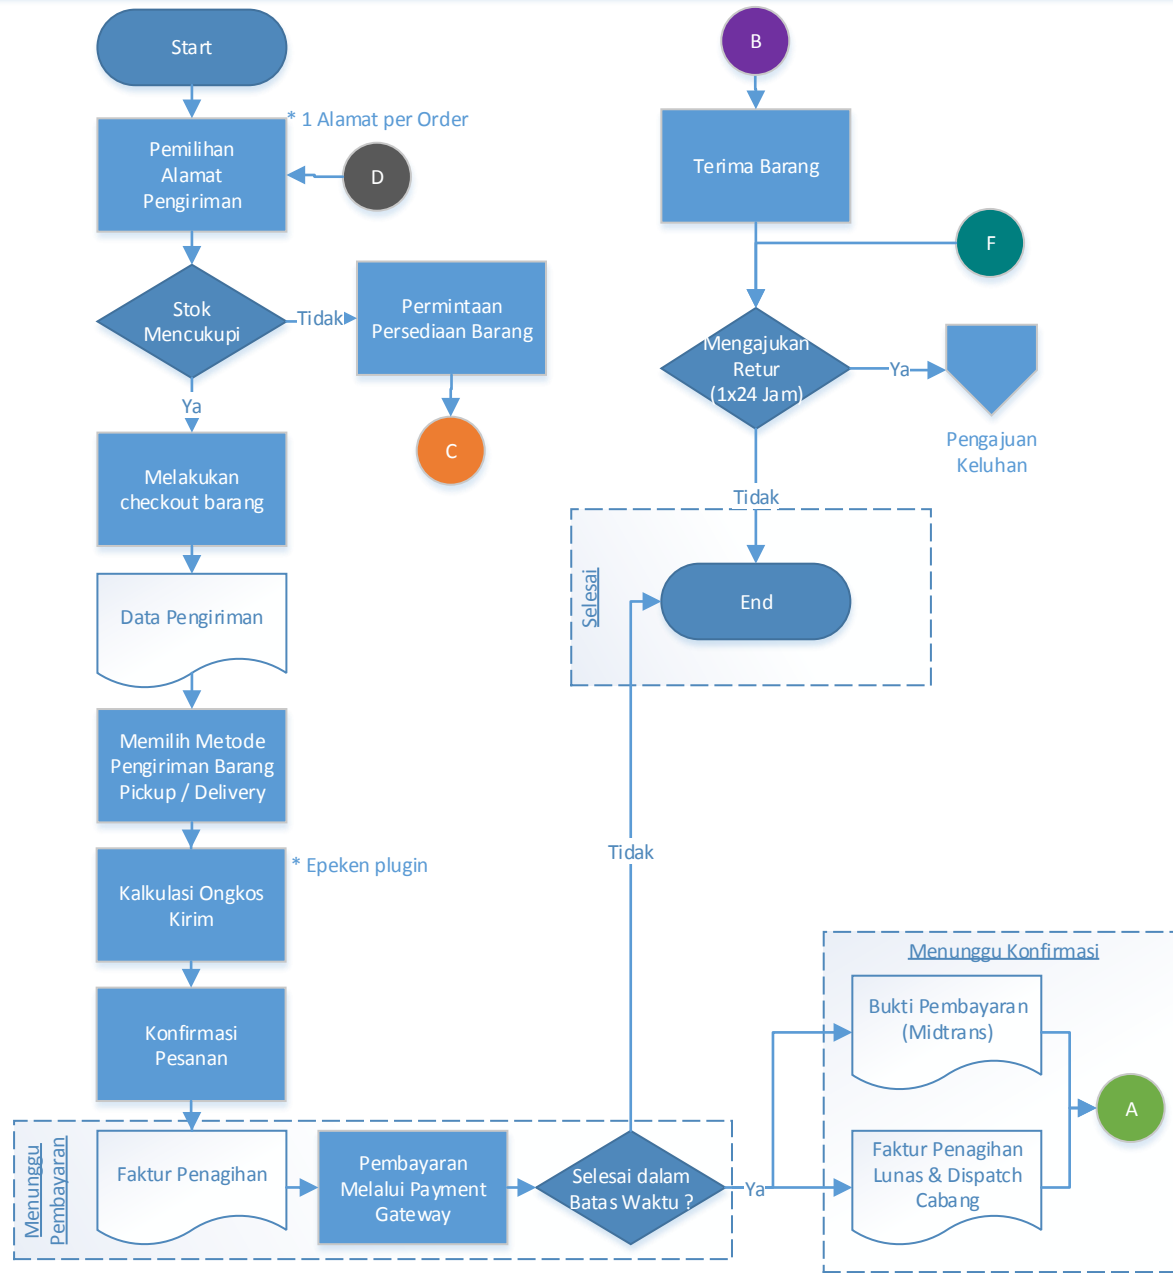 Start
* 1 Alamat per Order
Pemilihan
Alamat
Pengiriman
D
Stok
Mencukupi
Tidak
Permintaan
Persediaan Barang
C
Ya
Melakukan
checkout barang
Data Pengiriman
Memilih Metode
Pengiriman Barang
Pickup / Delivery
* Epeken plugin
Kalkulasi Ongkos
Kirim
Konfirmasi
Pesanan
Menunggu
Pembayaran
Faktur Penagihan
Pembayaran
Melalui Payment
Gateway
Selesai dalam
Batas Waktu ?
Tidak
Ya
Menunggu Konfirmasi
Bukti Pembayaran
(Midtrans)
Faktur Penagihan
Lunas & Dispatch
Cabang
A
B
Terima Barang
F
Mengajukan
Retur
(1x24 Jam)
Ya
Pengajuan
Keluhan
Tidak
Selesai
End